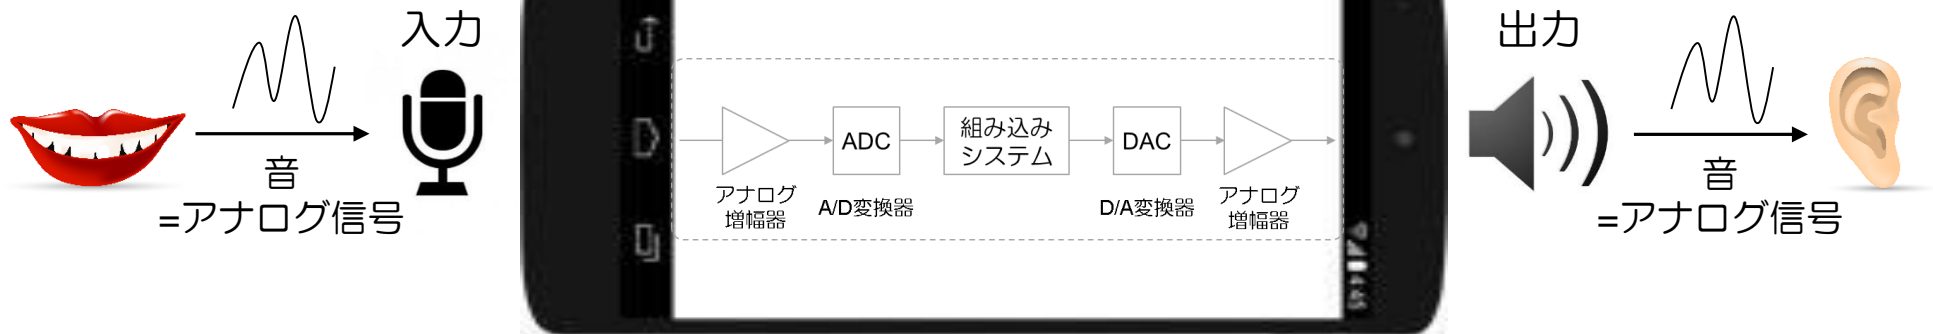 入力
音
=アナログ信号
アナログ
増幅器
ADC
A/D変換器
組み込み
システム
DAC
D/A変換器
アナログ
増幅器
4:45
出力
音
=アナログ信号